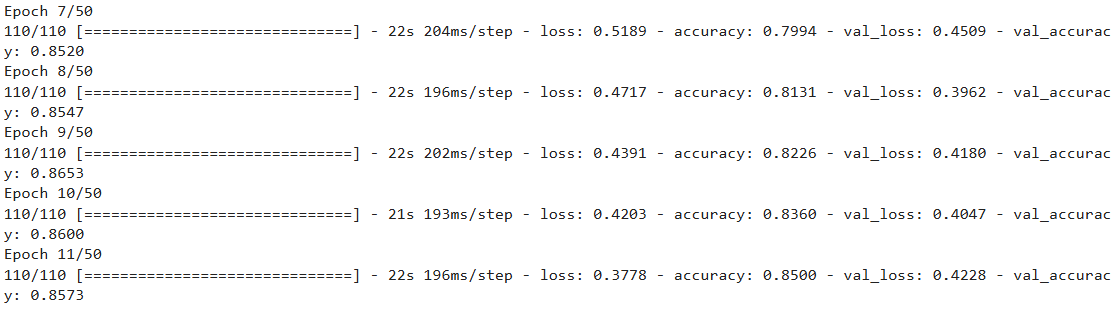 Epoch 7/50
110/110 [==============================] - 22s 204ms/step - loss: 0.5189 - accuracy: 0.7994 - val_loss: 0.4509 - val_accurac
y: 0.8520
Epoch 8/50
110/110 [==============================] - 22s 196ms/step - loss: 0.4717 - accuracy: 0.8131 - val_loss: 0.3962 - val_accurac
y: 0.8547
Epoch 9/50
110/110 [==============================] - 22s 202ms/step - loss: 0.4391 - accuracy: 0.8226 - val_loss: 0.4180 - val_accurac
y: 0.8653
Epoch 10/50
110/110 [==============================] - 21s 193ms/step - loss: 0.4203 - accuracy: 0.8360 - val_loss: 0.4047 - val_accurac
y: 0.8600
Epoch 11/50
110/110 [==============================] - 22s 196ms/step - loss: 0.3778 - accuracy: 0.8500 - val_loss: 0.4228 - val_accurac
y: 0.8573